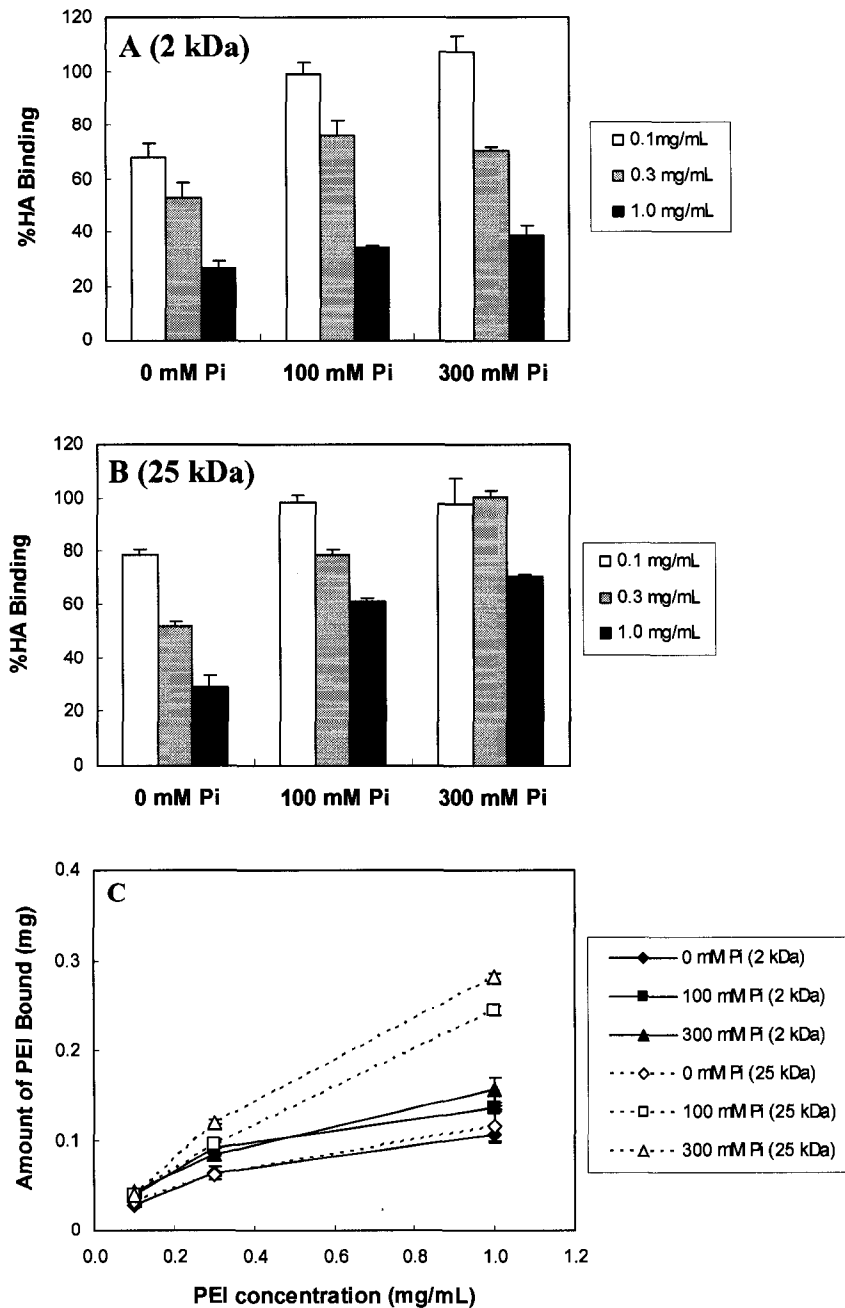 A (2 kDa)
120
100
80
60
40
20
0
%HA Binding
0 mM Pi
100 mM Pi
300 mM Pi
0.1mg/mL
0.3 mg/mL
1.0 mg/mL
B (25 kDa)
120
100
80
60
40
20
0
%HA Binding
0 mM Pi
100 mM Pi
300 mM Pi
0.1 mg/mL
0.3 mg/mL
1.0 mg/mL
C
0.4
0.3
0.2
0.1
0
Amount of PEI Bound (mg)
0.0
0.2
0.4
0.6
0.8
1.0
1.2
PEI concentration (mg/mL)
0 mM Pi (2 kDa)
100 mM Pi (2 kDa)
300 mM Pi (2 kDa)
0 mM Pi (25 kDa)
100 mM Pi (25 kDa)
300 mM Pi (25 kDa)